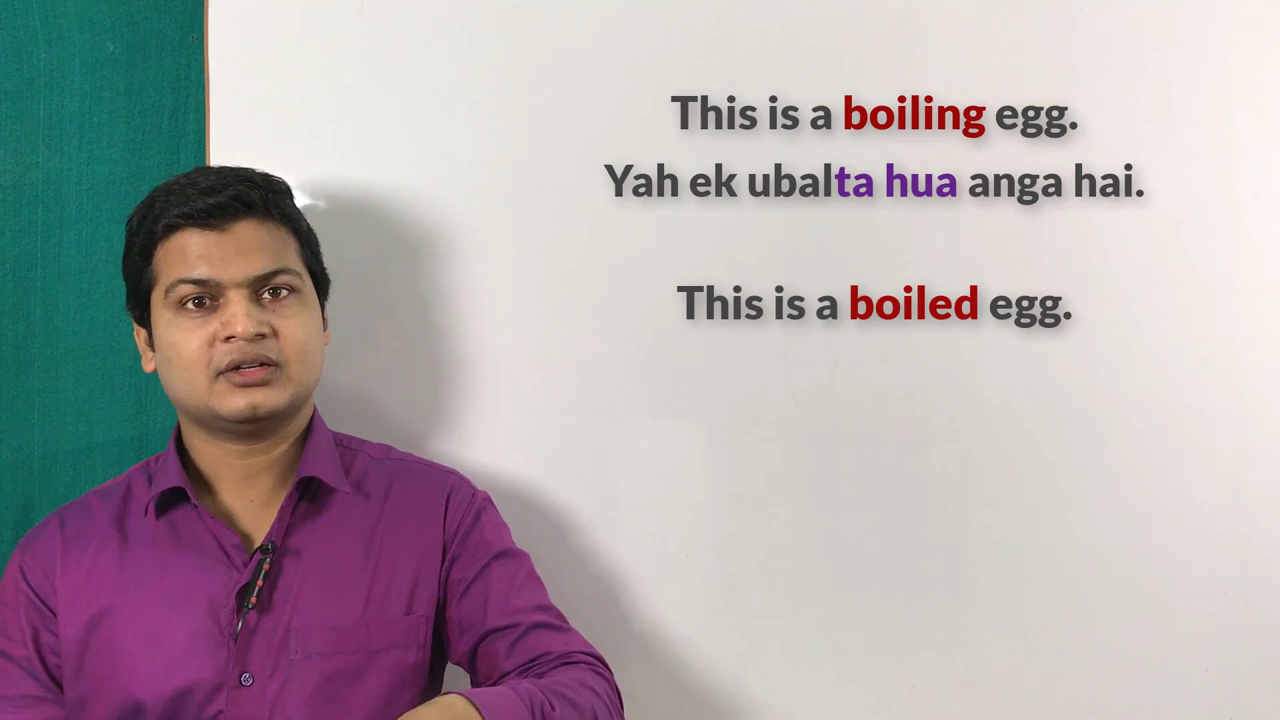 This is a boiling egg.
Yah ek ubalta hua anga hai.
This is a boiled egg.